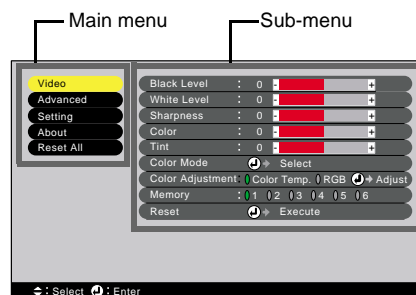 Main menu Sub-menu
Video
Advanced
Setting
About
Reset All
Black Level : 0 - +
White Level : 0 - +
Sharpness : 0 - +
Color : 0 - +
Tint : 0 - +
Color Mode Select
Color Adjustment: Color Temp. RGB Adjust
Memory : 1 2 3 4 5 6
Reset Execute
: Select : Enter